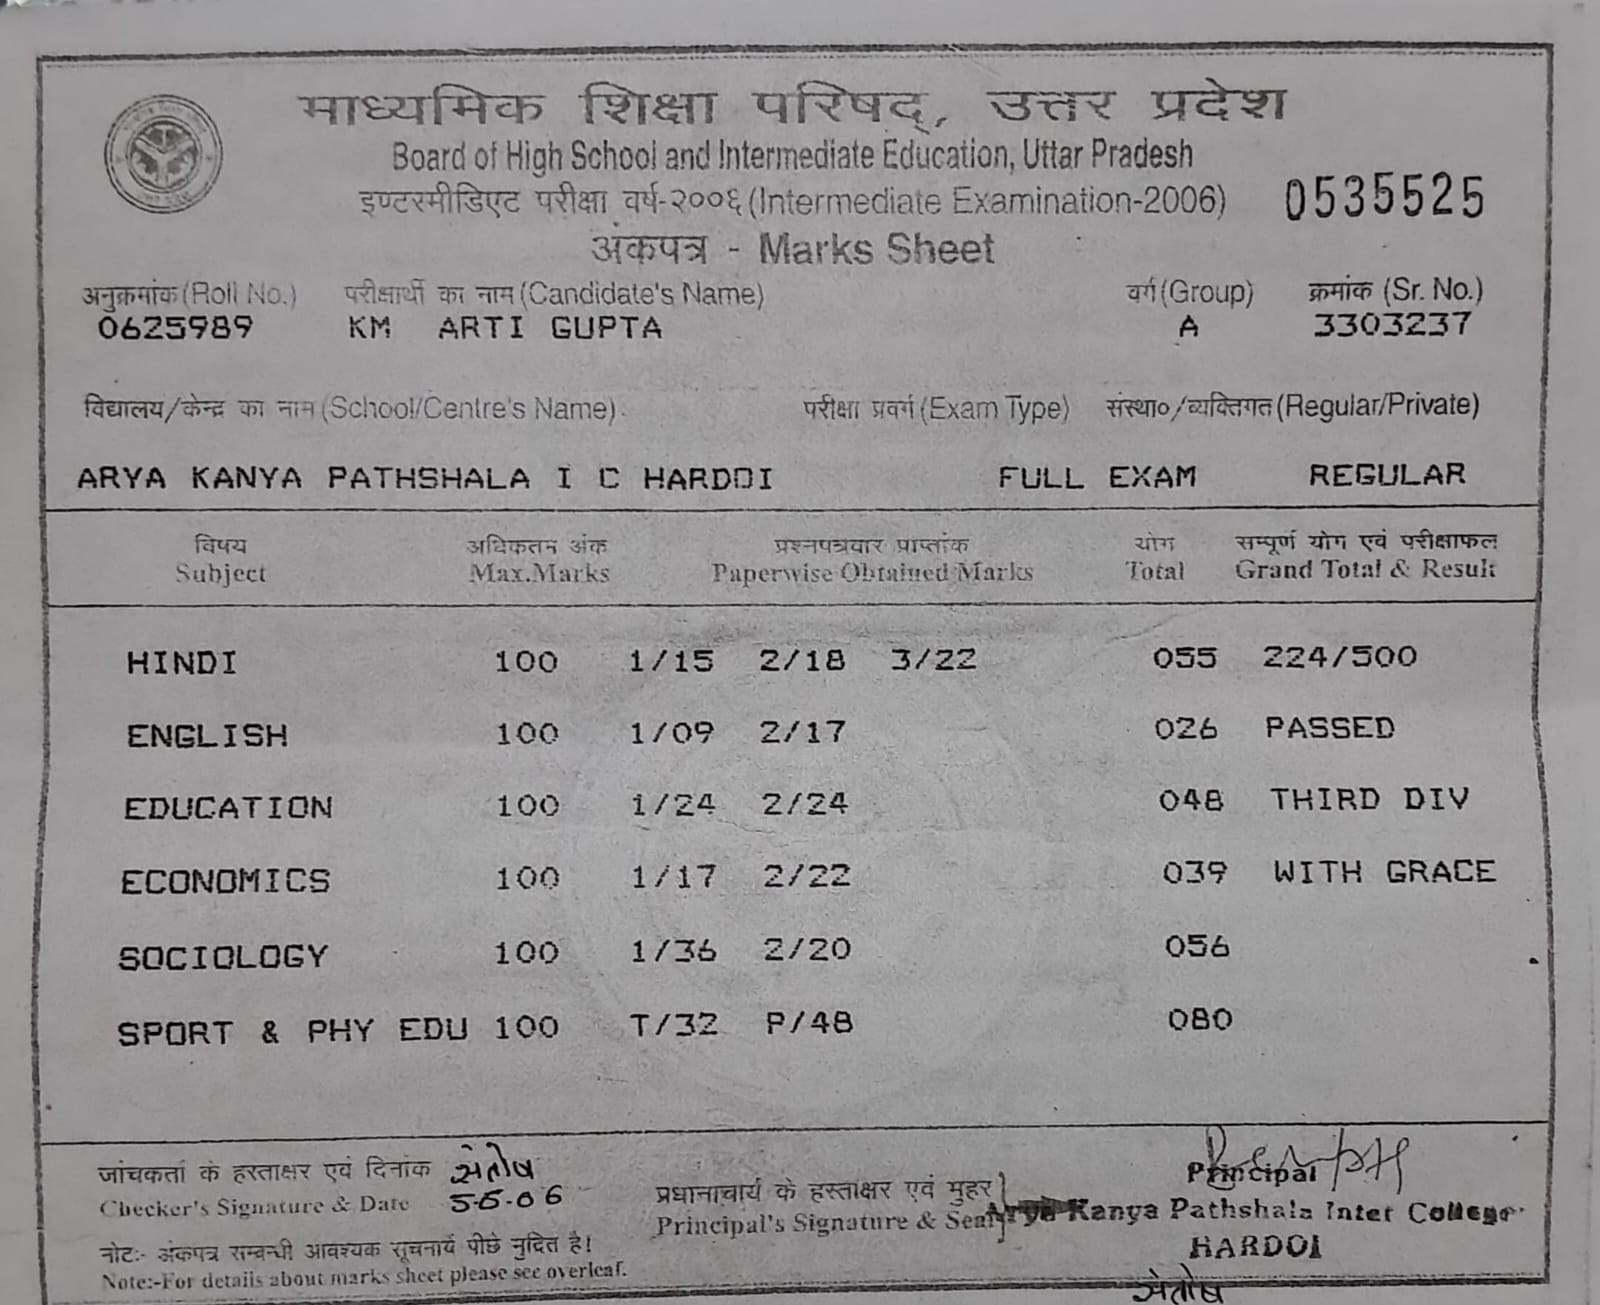 माध्यमिक शिक्षा परिषद्, उत्तर प्रदेश
Board of High School and Intermediate Education, Uttar Pradesh
इण्टरमीडिएट परीक्षा वर्ष-२००६ (Intermediate Examination-2006) 0535525
अंकपत्र - Marks Sheet
अनुक्रमांक (Roll No.) परीक्षार्थी का नाम (Candidate's Name) वर्ग (Group) क्रमांक (Sr. No.)
0625989 KM ARTI GUPTA A 3303237
विद्यालय/केन्द्र का नाम (School/Centre's Name) परीक्षा प्रवर्ग (Exam Type) संस्था०/व्यक्तिगत (Regular/Private)
ARYA KANYA PATHSHALA I C HARDOI FULL EXAM REGULAR
विषय अधिकतम अंक प्रश्नपत्रवार प्राप्तांक योग सम्पूर्ण योग एवं परीक्षाफल
Subject Max.Marks Paperwise Obtained Marks Total Grand Total & Result
HINDI 100 1/15 2/18 3/22 055 224/500
ENGLISH 100 1/09 2/17 026 PASSED
EDUCATION 100 1/24 2/24 048 THIRD DIV
ECONOMICS 100 1/17 2/22 039 WITH GRACE
SOCIOLOGY 100 1/36 2/20 056
SPORT & PHY EDU 100 T/32 P/48 080
जांचकर्ता के हस्ताक्षर एवं दिनांक संतोष
Checker's Signature & Date 5-6-06
प्रधानाचार्य के हस्ताक्षर एवं मुहर Principal
Principal's Signature & Seal Arya Kanya Pathshala Inter College
HARDOI
नोटः- अंकपत्र सम्बन्धी आवश्यक सूचनायें पीछे मुद्रित है।
Note:-For details about marks sheet please see overleaf.
संतोष